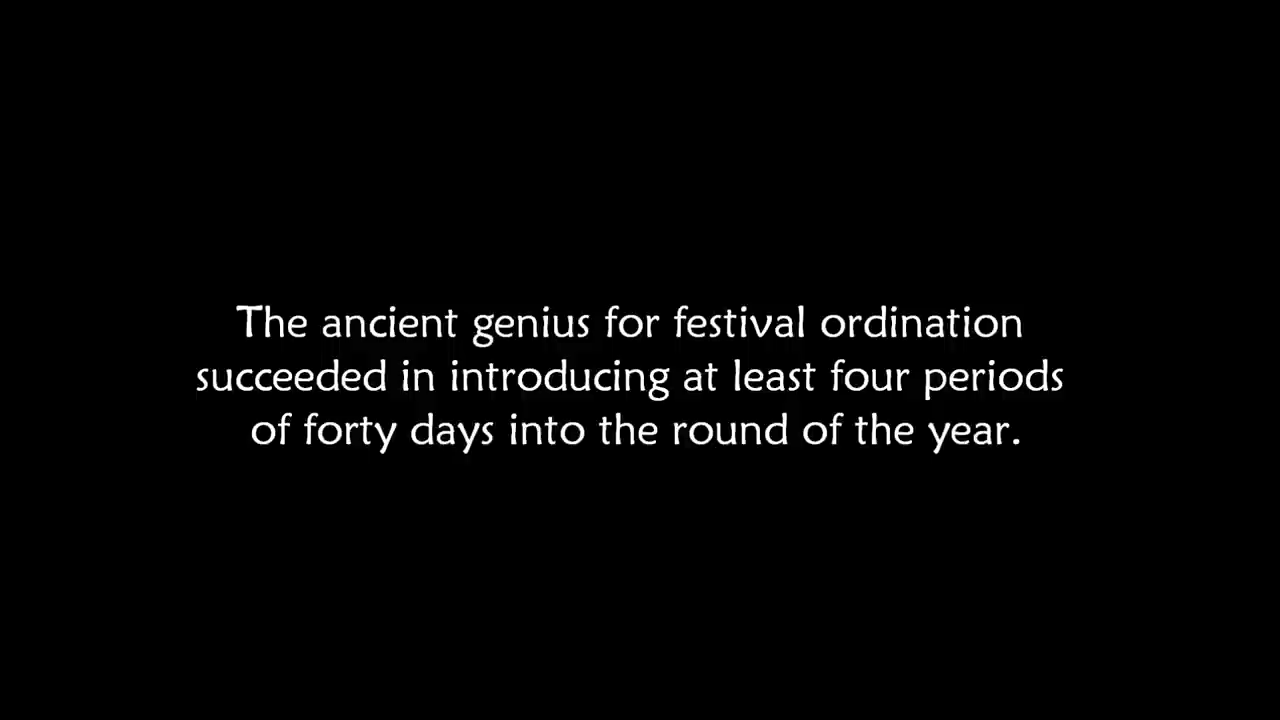 The ancient genius for festival ordination
succeeded in introducing at least four periods
of forty days into the round of the year.